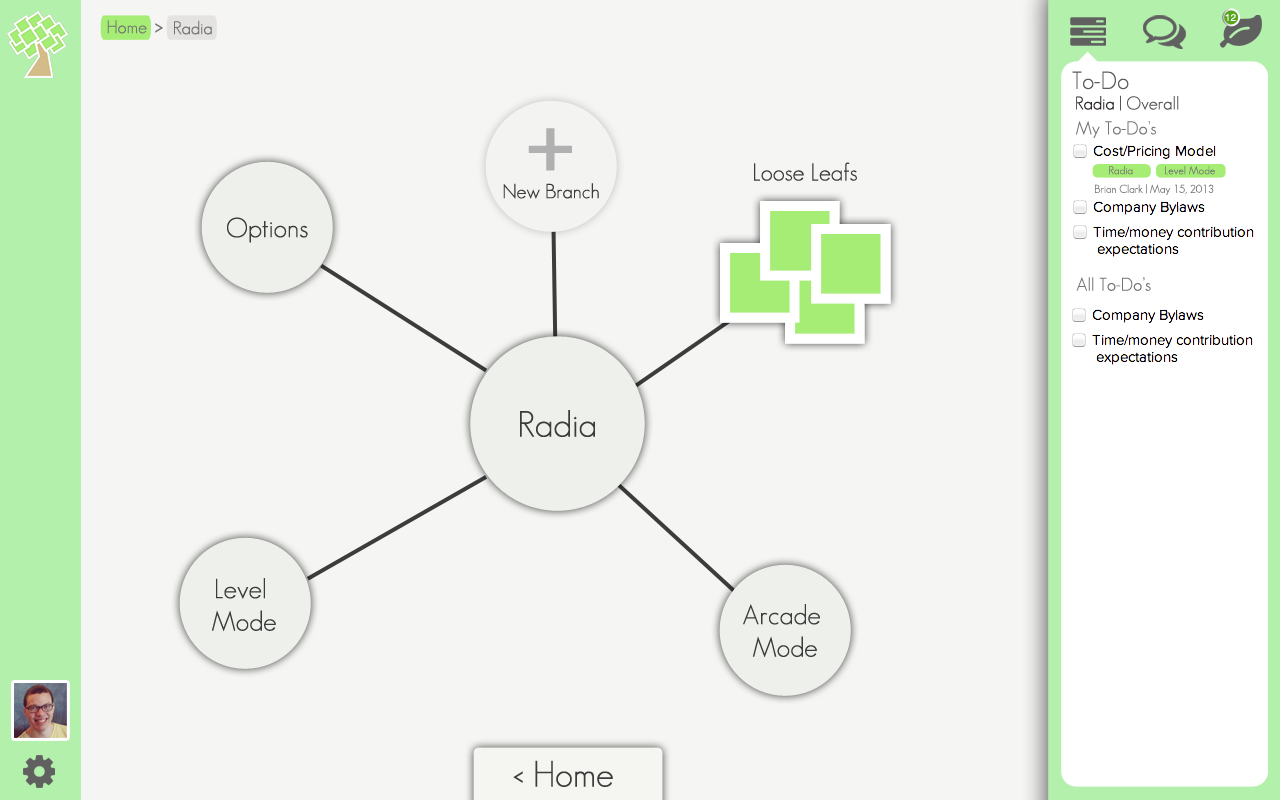 Home > Radia
New Branch
Options
Loose Leafs
Radia
Level
Mode
Arcade
Mode
< Home
12
To-Do
Radia | Overall
My To-Do's
Cost/Pricing Model
Radia Level Mode
Brian Clark | May 15, 2013
Company Bylaws
Time/money contribution
expectations
All To-Do's
Company Bylaws
Time/money contribution
expectations